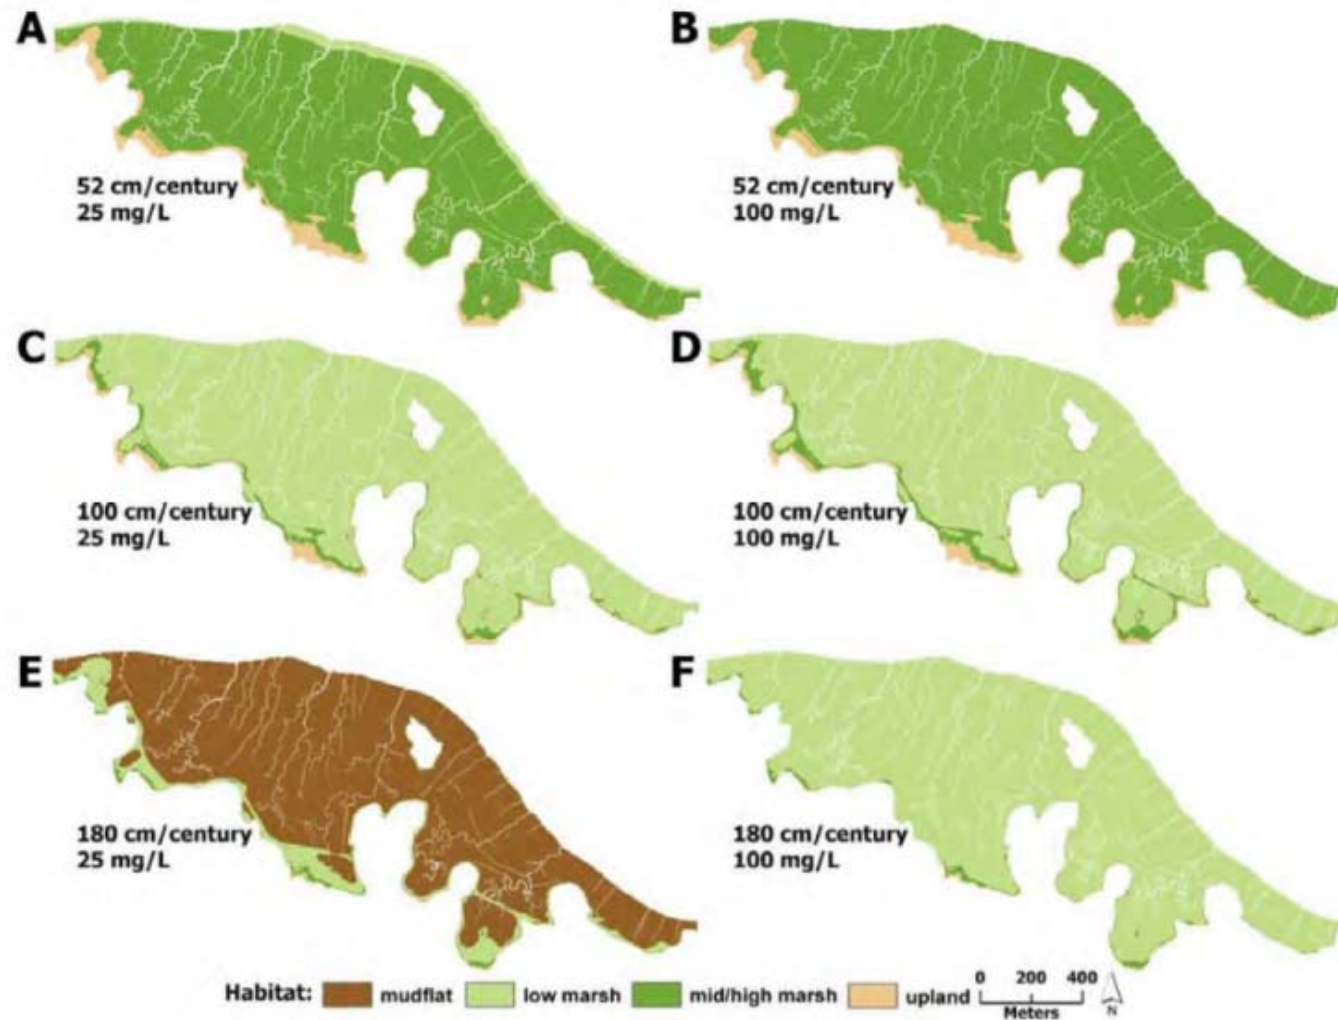 A
52 cm/century
25 mg/L
B
52 cm/century
100 mg/L
C
100 cm/century
25 mg/L
D
100 cm/century
100 mg/L
E
180 cm/century
25 mg/L
F
180 cm/century
100 mg/L
Habitat: mudflat low marsh mid/high marsh upland
0 200 400
Meters
N